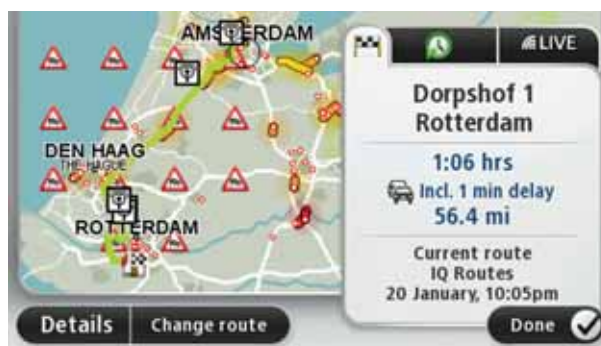 AMSTERDAM
DEN HAAG
THE HAGUE
ROTTERDAM
LIVE
Dorpshof 1
Rotterdam
1:06 hrs
Incl. 1 min delay
56.4 mi
Current route
IQ Routes
20 January, 10:05pm
Details
Change route
Done